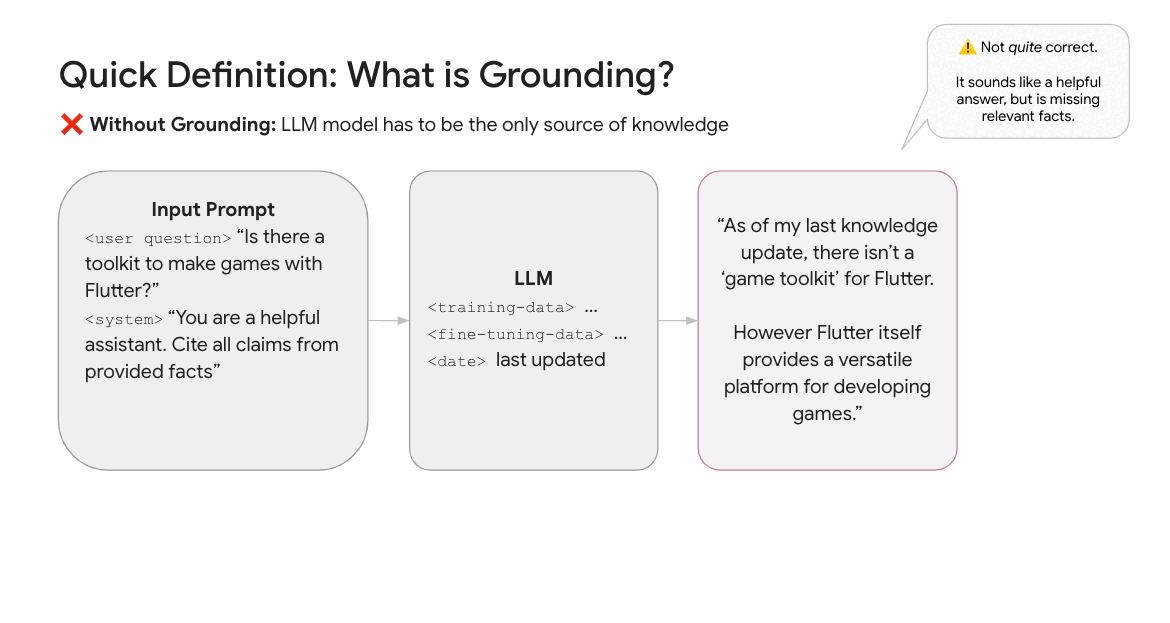 Quick Definition: What is Grounding?
❌ Without Grounding: LLM model has to be the only source of knowledge
⚠️ Not quite correct.
It sounds like a helpful
answer, but is missing
relevant facts.
Input Prompt
<user question> “Is there a
toolkit to make games with
Flutter?”
<system> “You are a helpful
assistant. Cite all claims from
provided facts”
LLM
<training-data> ...
<fine-tuning-data> ...
<date> last updated
“As of my last knowledge
update, there isn’t a
‘game toolkit’ for Flutter.
However Flutter itself
provides a versatile
platform for developing
games.”